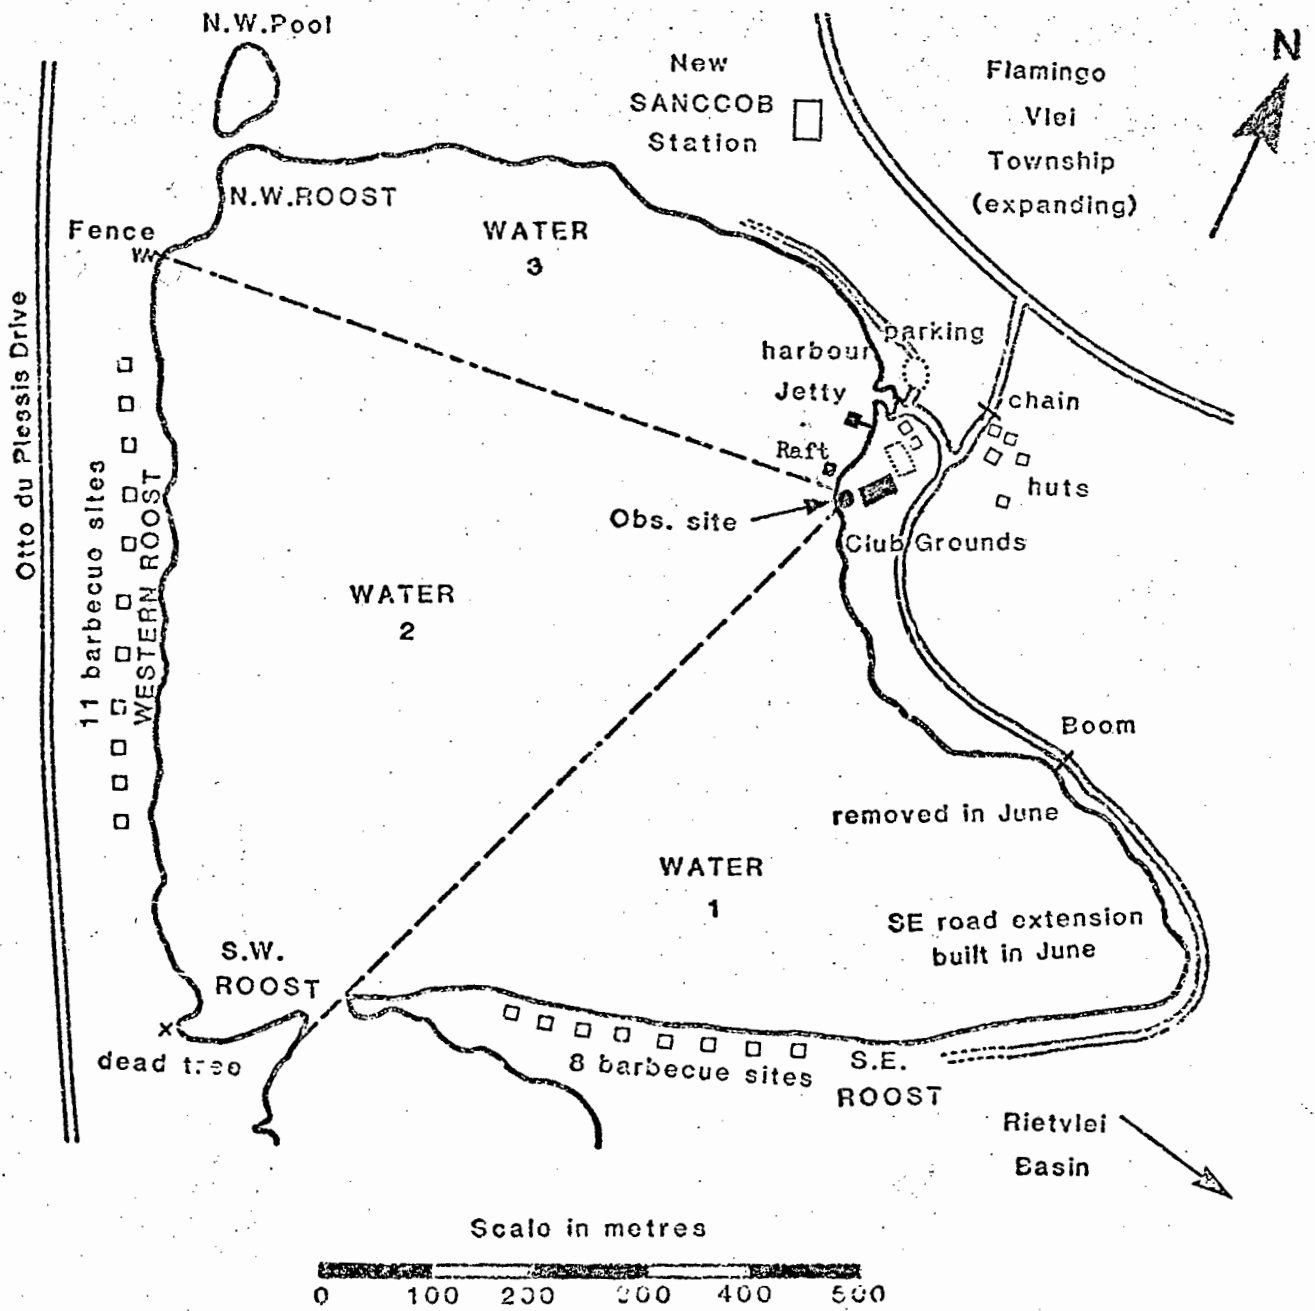 N.W.Pool
N
New
SANCCOB
Station
Flamingo
Vlei
Township
(expanding)
N.W.ROOST
Fence
WATER
3
Otto du Plessis Drive
parking
harbour
Jetty
chain
Raft
huts
Obs. site
Club Grounds
11 barbecue sites
WESTERN ROOST
WATER
2
Boom
removed in June
WATER
1
SE road extension
built in June
S.W.
ROOST
x
dead tree
8 barbecue sites
S.E.
ROOST
Rietvlei
Basin
Scale in metres
0 100 200 300 400 500